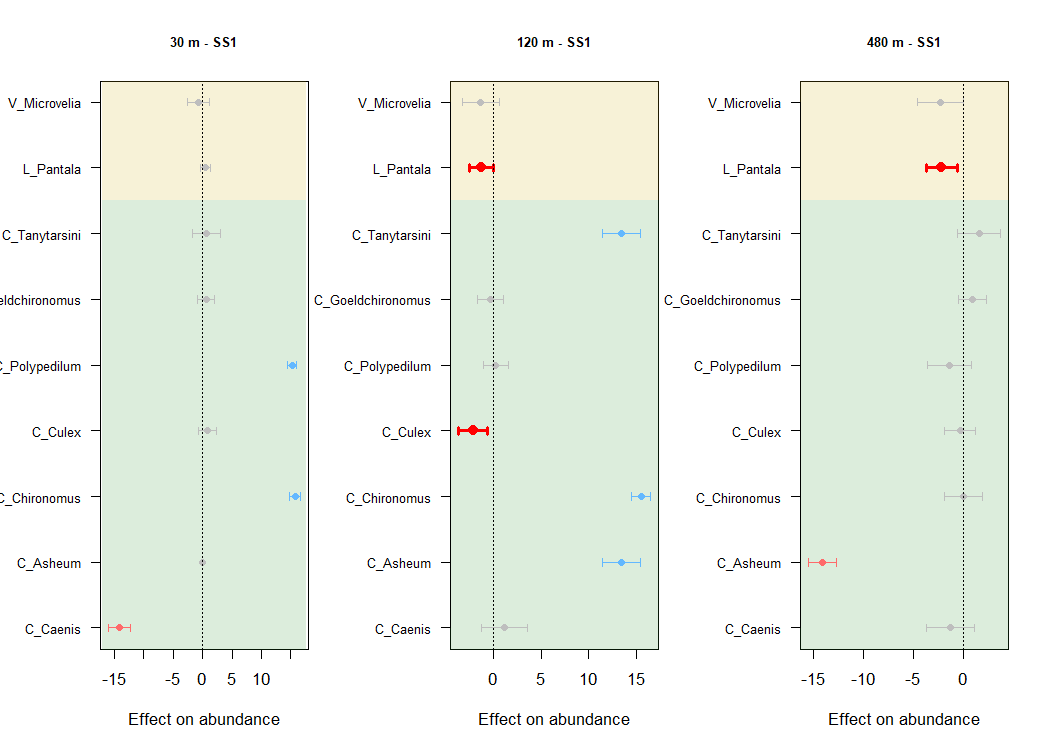 30 m - SS1
V_Microvelia
L_Pantala
C_Tanytarsini
eldchironomus
C_Polypedilum
C_Culex
C_Chironomus
C_Asheum
C_Caenis
-15 -5 0 5 10
Effect on abundance
120 m - SS1
V_Microvelia
L_Pantala
C_Tanytarsini
C_Goeldchironomus
C_Polypedilum
C_Culex
C_Chironomus
C_Asheum
C_Caenis
0 5 10 15
Effect on abundance
480 m - SS1
V_Microvelia
L_Pantala
C_Tanytarsini
C_Goeldchironomus
C_Polypedilum
C_Culex
C_Chironomus
C_Asheum
C_Caenis
-15 -10 -5 0
Effect on abundance